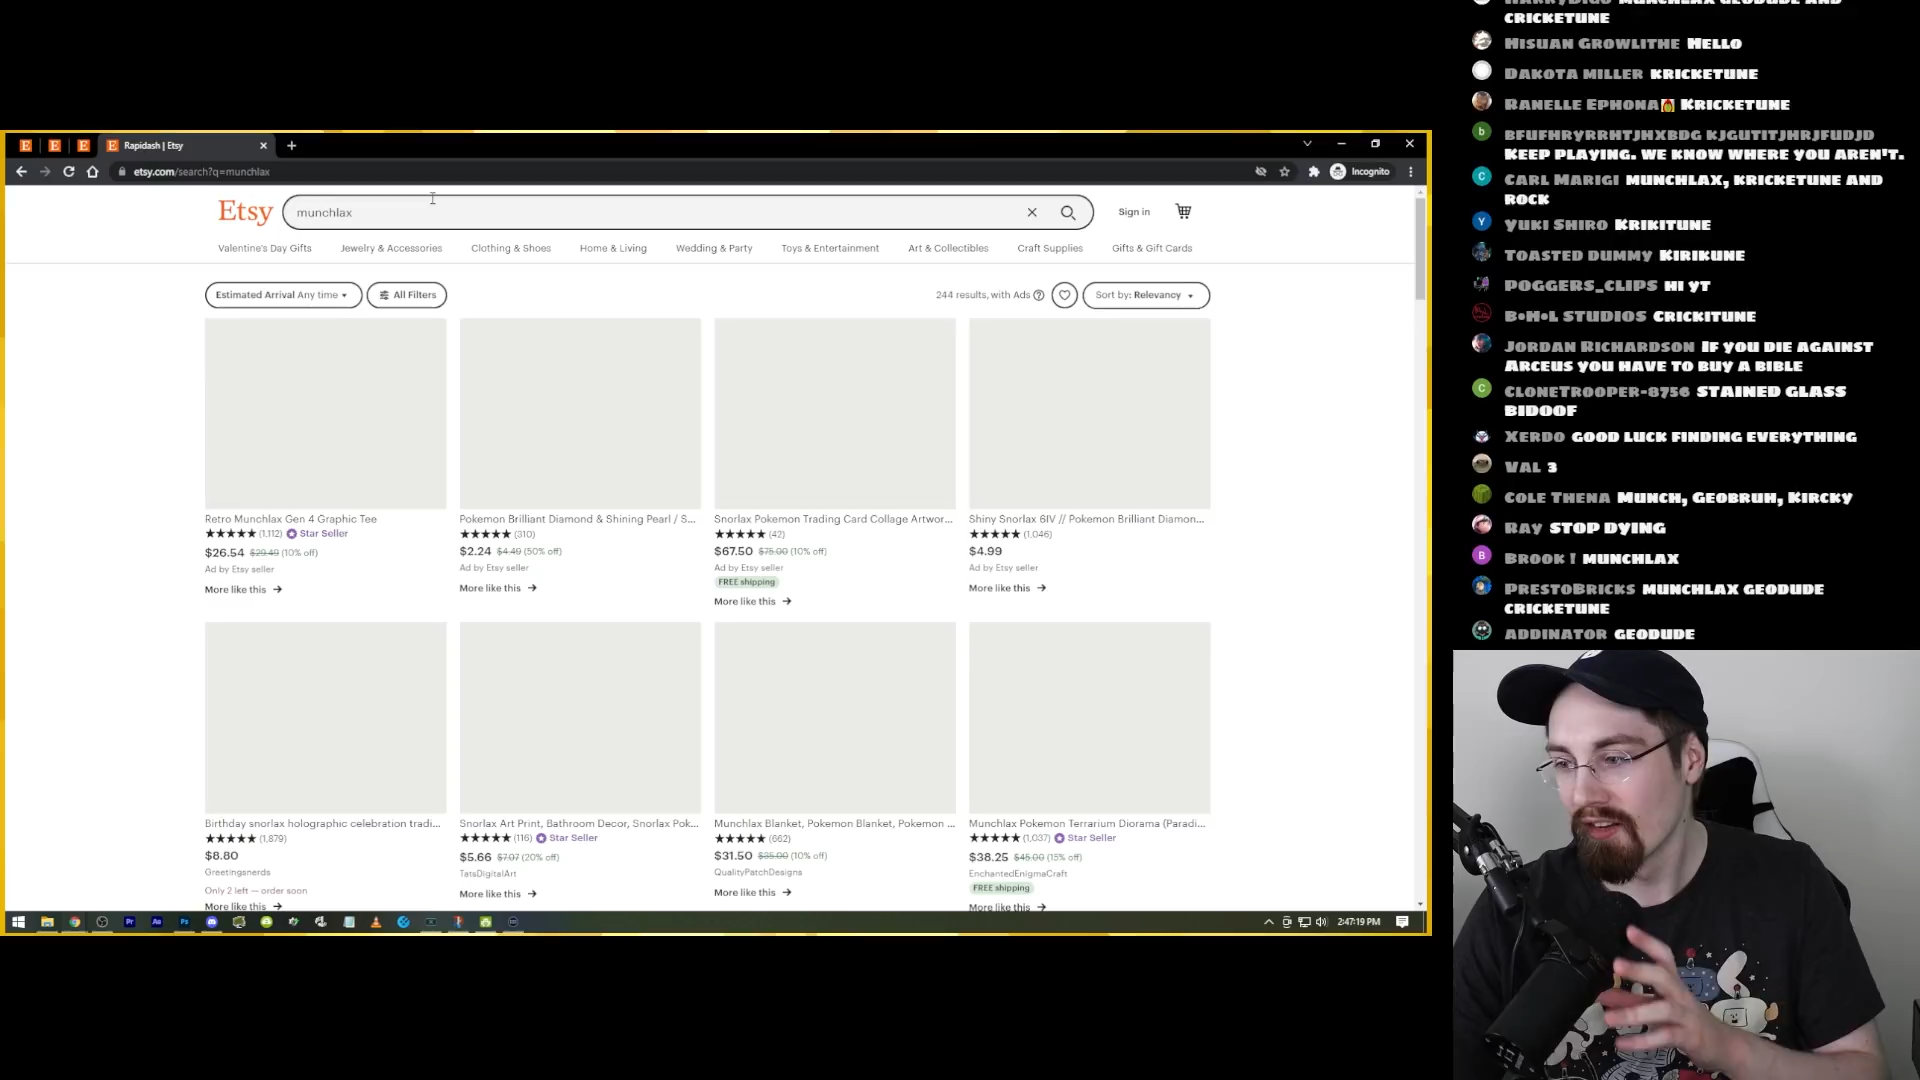 Rapidash | Etsy
etsy.com/search?q=munchlax
Incognito
Etsy
munchlax
Sign in
Valentine's Day Gifts
Jewelry & Accessories
Clothing & Shoes
Home & Living
Wedding & Party
Toys & Entertainment
Art & Collectibles
Craft Supplies
Gifts & Gift Cards
Estimated Arrival Any time
All Filters
244 results, with Ads
Sort by: Relevancy
Retro Munchlax Gen 4 Graphic Tee
★★★★★ (1,112) Star Seller
$26.54 $29.49 (10% off)
Ad by Etsy seller
More like this →
Pokemon Brilliant Diamond & Shining Pearl / S...
★★★★★ (310)
$2.24 $4.49 (50% off)
Ad by Etsy seller
More like this →
Snorlax Pokemon Trading Card Collage Artwor...
★★★★★ (42)
$67.50 $75.00 (10% off)
Ad by Etsy seller
FREE shipping
More like this →
Shiny Snorlax 6IV // Pokemon Brilliant Diamon...
★★★★★ (1,046)
$4.99
Ad by Etsy seller
More like this →
Birthday snorlax holographic celebration tradi...
★★★★★ (1,879)
$8.80
Greetingsnerds
Only 2 left — order soon
More like this →
Snorlax Art Print, Bathroom Decor, Snorlax Pok...
★★★★★ (116) Star Seller
$5.66 $7.07 (20% off)
TatsDigitalArt
More like this →
Munchlax Blanket, Pokemon Blanket, Pokemon ...
★★★★★ (662)
$31.50 $35.00 (10% off)
QualityPatchDesigns
More like this →
Munchlax Pokemon Terrarium Diorama (Paradi...
★★★★★ (1,037) Star Seller
$38.25 $45.00 (15% off)
EnchantedEnigmaCraft
FREE shipping
More like this →
2:47:19 PM
CRICKETUNE
HISUAN GROWLITHE HELLO
DAKOTA MILLER KRICKETUNE
RANELLE EPHONA KRICKETUNE
BFUFHRYRRHTJHXBDG KJGUTITJHRJFUDJD
KEEP PLAYING. WE KNOW WHERE YOU AREN'T.
CARL MARIGI MUNCHLAX, KRICKETUNE AND
ROCK
YUKI SHIRO KRIKITUNE
TOASTED DUMMY KIRIKUNE
POGGERS_CLIPS HI YT
B•H•L STUDIOS CRICKITUNE
JORDAN RICHARDSON IF YOU DIE AGAINST
ARCEUS YOU HAVE TO BUY A BIBLE
CLONETROOPER-8756 STAINED GLASS
BIDOOF
XERDO GOOD LUCK FINDING EVERYTHING
VAL 3
COLE THENA MUNCH, GEOBRUH, KIRCKY
RAY STOP DYING
BROOK ! MUNCHLAX
PRESTOBRICKS MUNCHLAX GEODUDE
CRICKETUNE
ADDINATOR GEODUDE